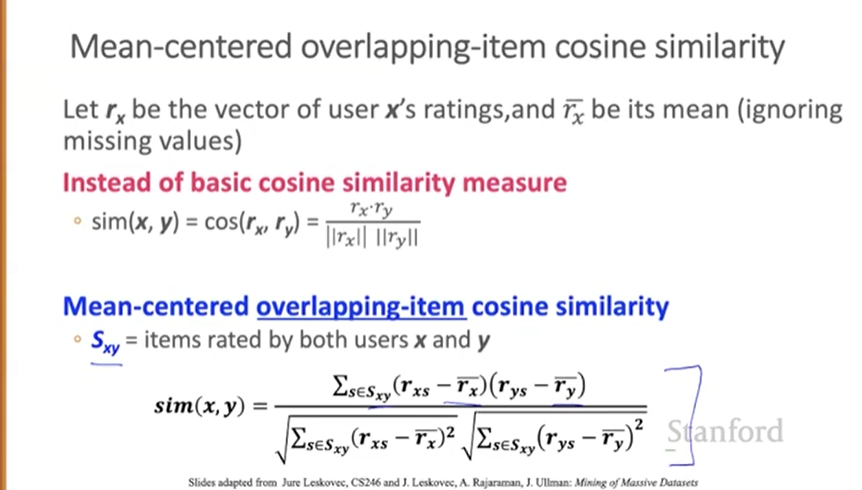 Mean-centered overlapping-item cosine similarity
Let r_x be the vector of user x's ratings,and r̅_x be its mean (ignoring
missing values)
Instead of basic cosine similarity measure
◦ sim(x, y) = cos(r_x, r_y) = r_x·r_y / ||r_x|| ||r_y||
Mean-centered overlapping-item cosine similarity
◦ S_xy = items rated by both users x and y
sim(x, y) = ∑_{s∈S_xy}(r_xs − r̅_x)(r_ys − r̅_y) / √(∑_{s∈S_xy}(r_xs − r̅_x)²) √(∑_{s∈S_xy}(r_ys − r̅_y)²)
Stanford
Slides adapted from Jure Leskovec, CS246 and J. Leskovec, A. Rajaraman, J. Ullman: Mining of Massive Datasets